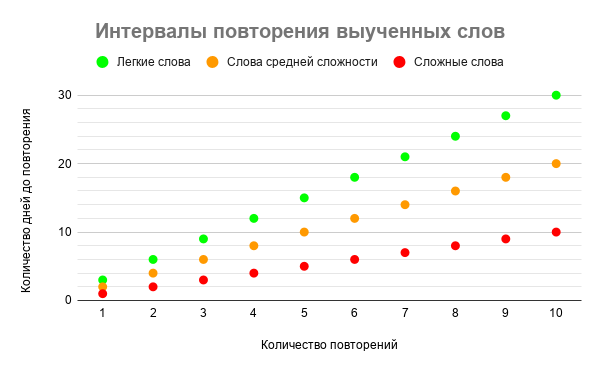 Интервалы повторения выученных слов
Легкие слова
Слова средней сложности
Сложные слова
Количество дней до повторения
30
20
10
0
1 2 3 4 5 6 7 8 9 10
Количество повторений